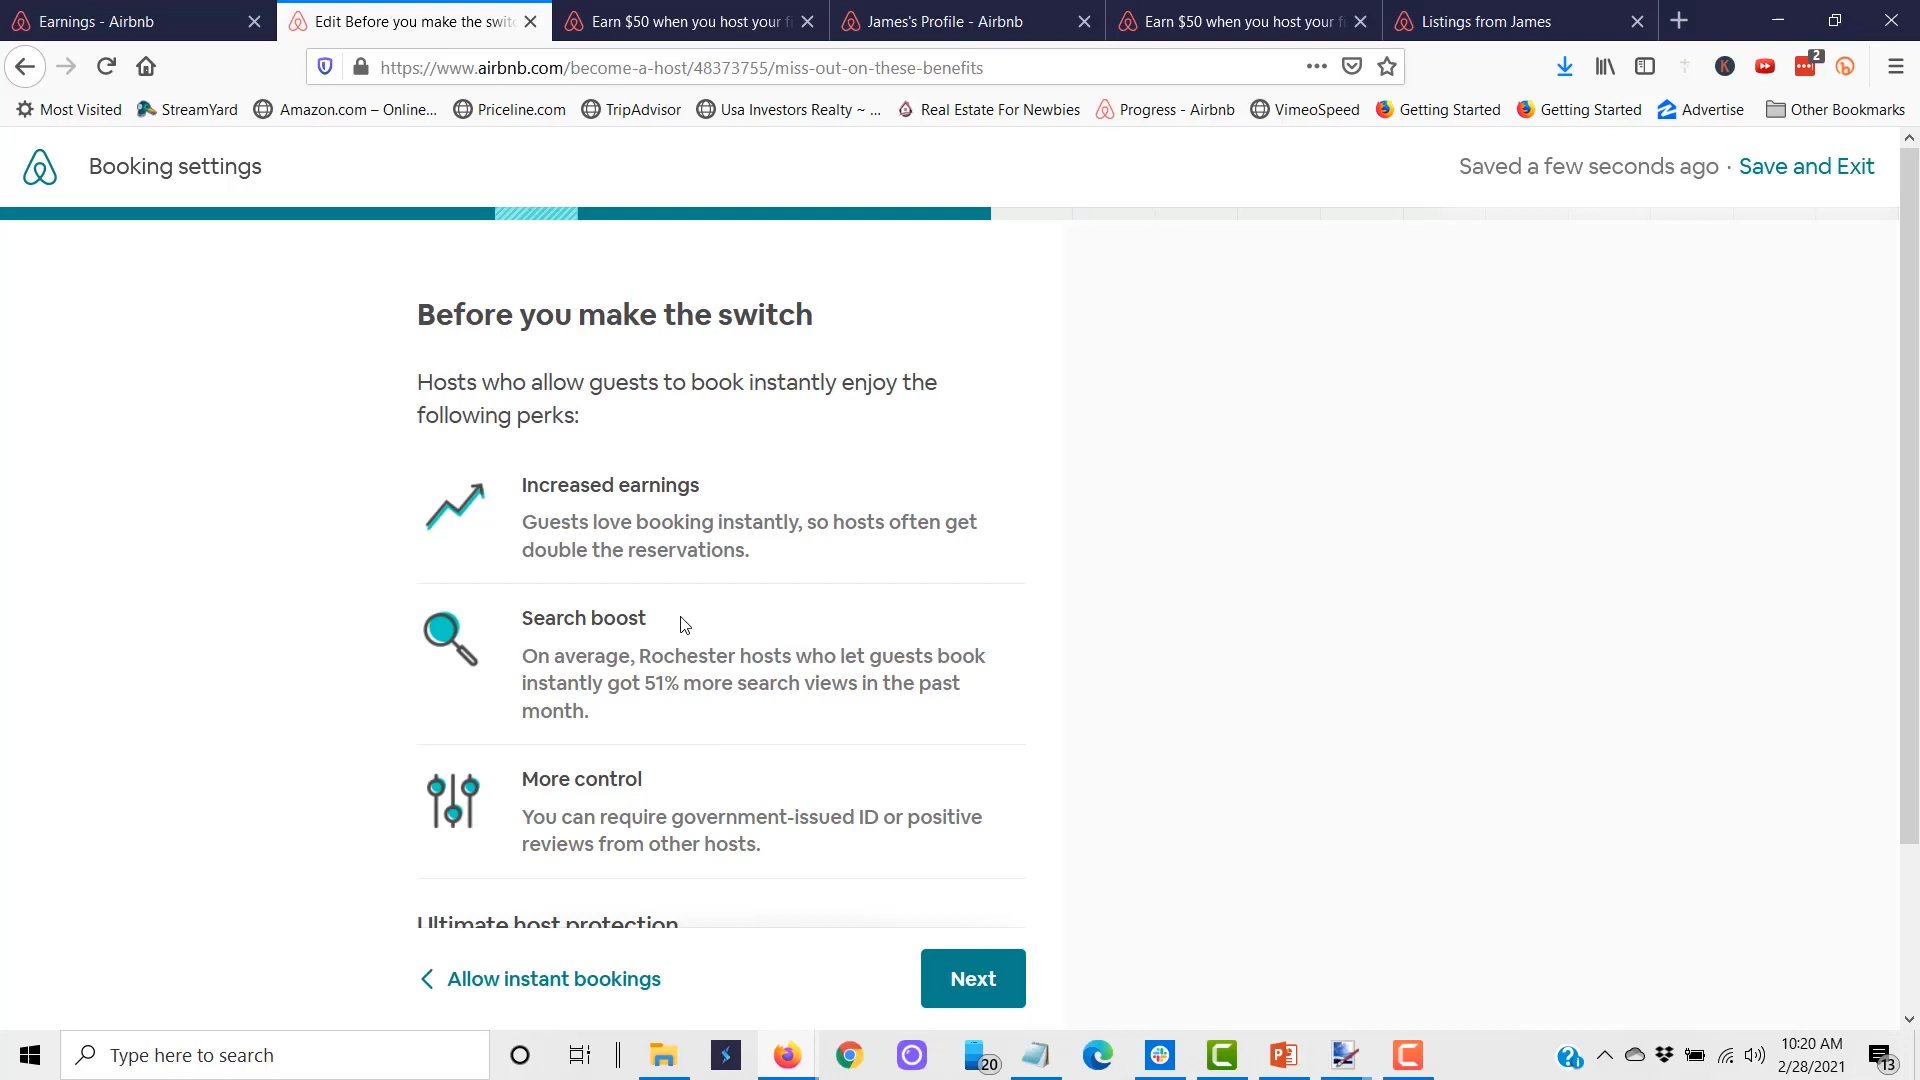 Earnings - Airbnb
Edit Before you make the swit
Earn $50 when you host your fi
James's Profile - Airbnb
Earn $50 when you host your fi
Listings from James
https://www.airbnb.com/become-a-host/48373755/miss-out-on-these-benefits
2
Most Visited
StreamYard
Amazon.com – Online...
Priceline.com
TripAdvisor
Usa Investors Realty ~ ...
Real Estate For Newbies
Progress - Airbnb
VimeoSpeed
Getting Started
Getting Started
Advertise
Other Bookmarks
Booking settings
Saved a few seconds ago · Save and Exit
Before you make the switch
Hosts who allow guests to book instantly enjoy the
following perks:
Increased earnings
Guests love booking instantly, so hosts often get
double the reservations.
Search boost
On average, Rochester hosts who let guests book
instantly got 51% more search views in the past
month.
More control
You can require government-issued ID or positive
reviews from other hosts.
Ultimate host protection
Allow instant bookings
Next
Type here to search
20
10:20 AM
2/28/2021
13